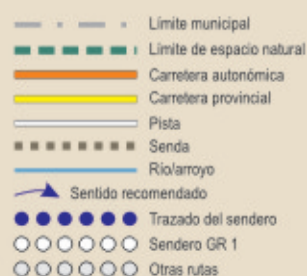 Límite municipal
Límite de espacio natural
Carretera autonómica
Carretera provincial
Pista
Senda
Río/arroyo
Sentido recomendado
Trazado del sendero
Sendero GR 1
Otras rutas